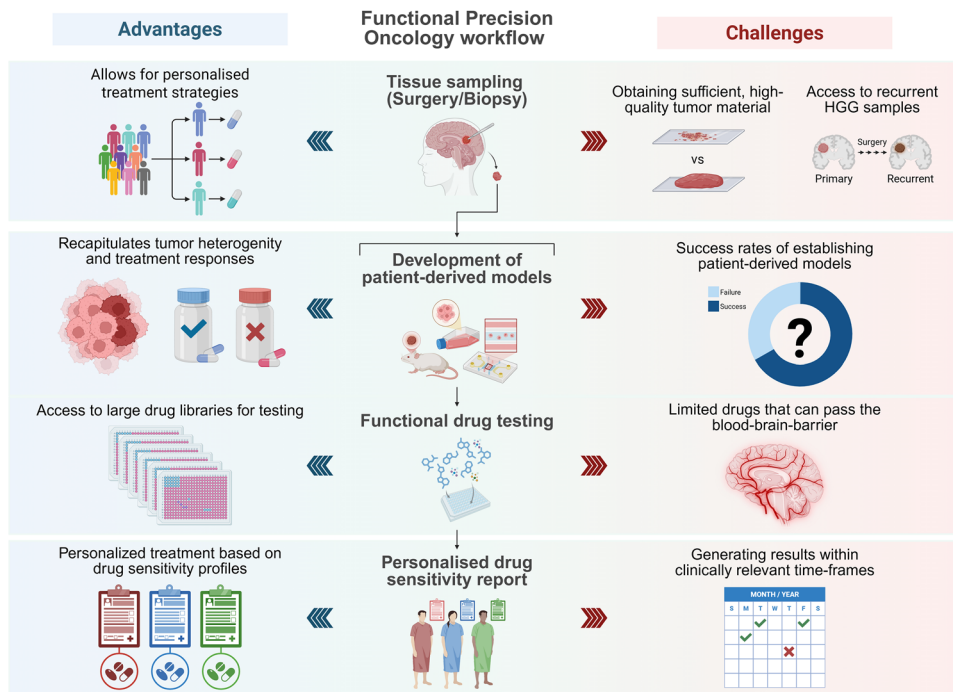 Advantages
Functional Precision
Oncology workflow
Challenges
Allows for personalised
treatment strategies
Tissue sampling
(Surgery/Biopsy)
Obtaining sufficient, high-
quality tumor material
vs
Access to recurrent
HGG samples
Surgery
Primary
Recurrent
Recapitulates tumor heterogenity
and treatment responses
Development of
patient-derived models
Success rates of establishing
patient-derived models
Failure
Success
?
Access to large drug libraries for testing
Functional drug testing
Limited drugs that can pass the
blood-brain-barrier
Personalized treatment based on
drug sensitivity profiles
Personalised drug
sensitivity report
Generating results within
clinically relevant time-frames
MONTH / YEAR
S M T W T F S